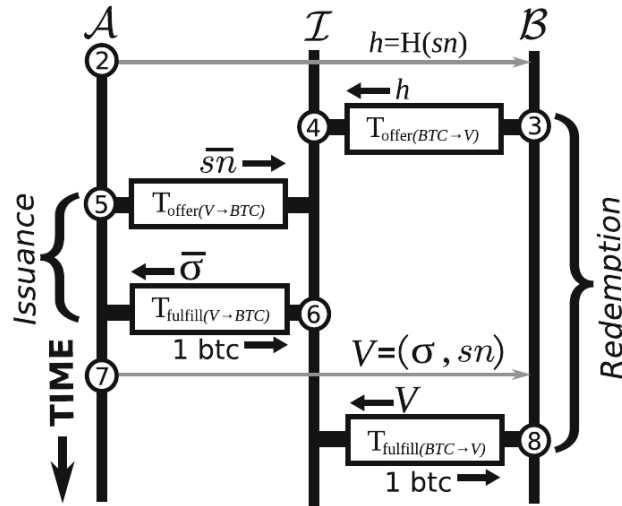 𝒜 ℐ ℬ
2 h=H(sn)
h
4 T_offer(BTC→V) 3
s̅n̅
5 T_offer(V→BTC)
Issuance
Redemption
σ̅
T_fulfill(V→BTC) 6
1 btc
V=(σ, sn)
7
TIME
V
T_fulfill(BTC→V) 8
1 btc